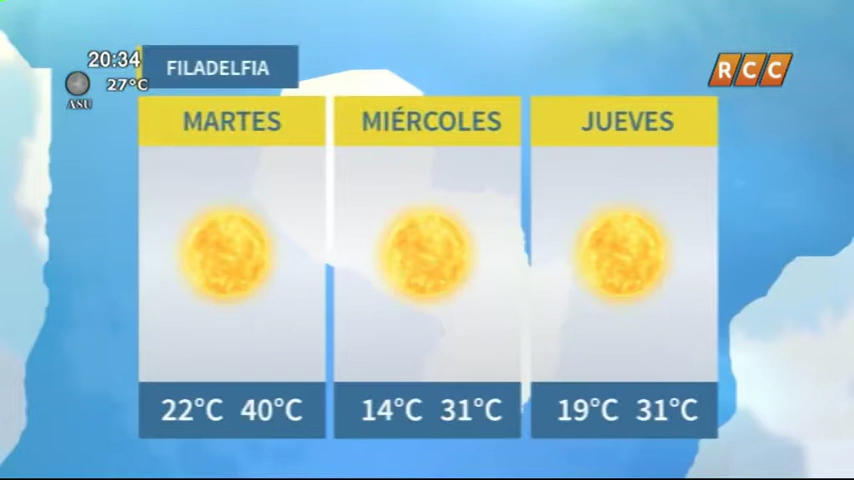 20:34
27°C
ASU
FILADELFIA
RCC
MARTES MIÉRCOLES JUEVES
22°C 40°C 14°C 31°C 19°C 31°C